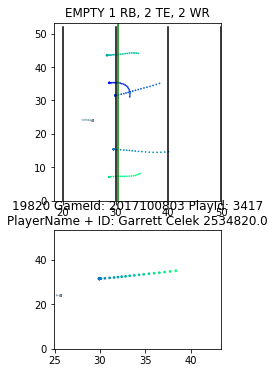 EMPTY 1 RB, 2 TE, 2 WR
50
40
30
20
10
0
20 30 40 50
19820 GameId: 2017100803 PlayId: 3417
PlayerName + ID: Garrett Celek 2534820.0
40
20
0
25 30 35 40